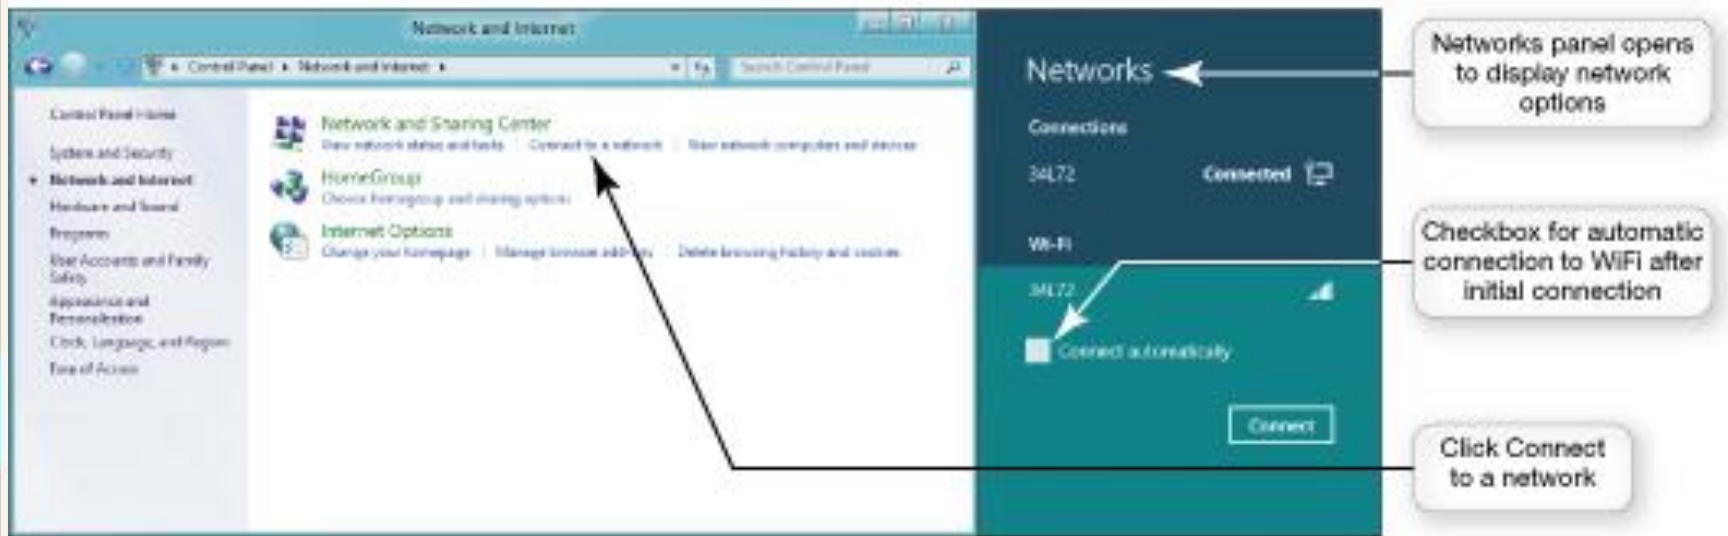 Network and Internet
Control Panel Network and Internet
Search Control Panel
Control Panel Home
System and Security
Network and Internet
Hardware and Sound
Programs
User Accounts and Family
Safety
Appearance and
Personalization
Clock, Language, and Region
Ease of Access
Network and Sharing Center
View network status and tasks
Connect to a network
View network computers and devices
HomeGroup
Choose homegroup and sharing options
Internet Options
Change your homepage
Manage browser add-ons
Delete browsing history and cookies
Networks
Connections
34L72 Connected
Wi-Fi
34L72
Connect automatically
Connect
Networks panel opens
to display network
options
Checkbox for automatic
connection to WiFi after
initial connection
Click Connect
to a network